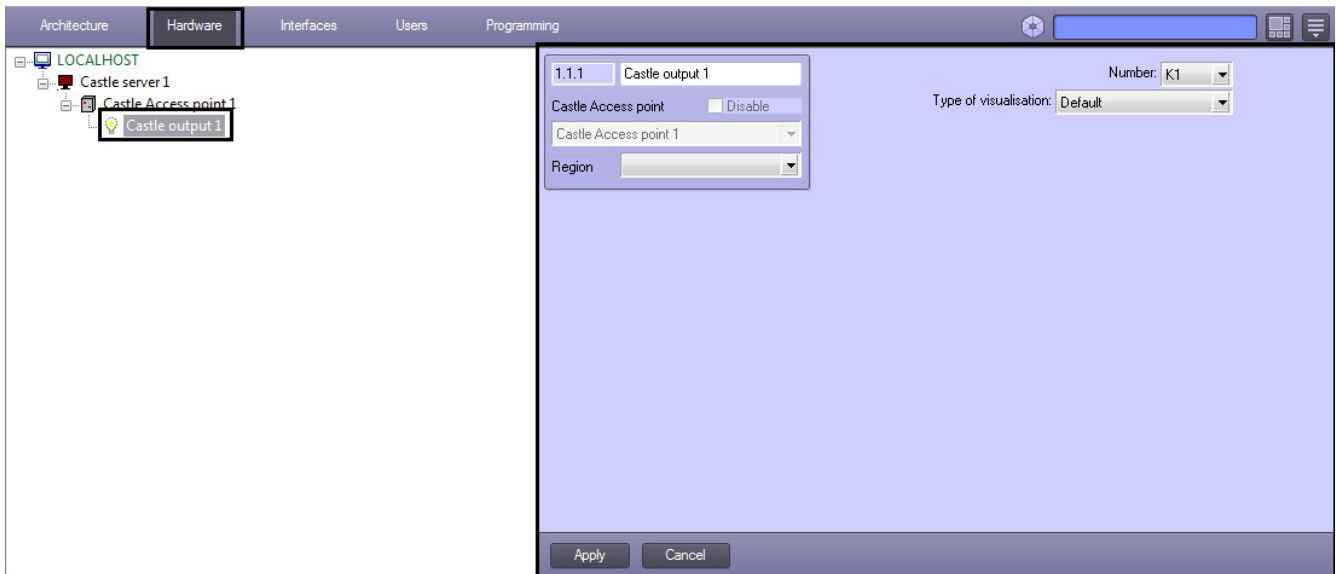 Architecture Hardware Interfaces Users Programming
LOCALHOST
Castle server 1
Castle Access point 1
Castle output 1
1.1.1 Castle output 1
Castle Access point Disable
Castle Access point 1
Region
Number: K1
Type of visualisation: Default
Apply Cancel